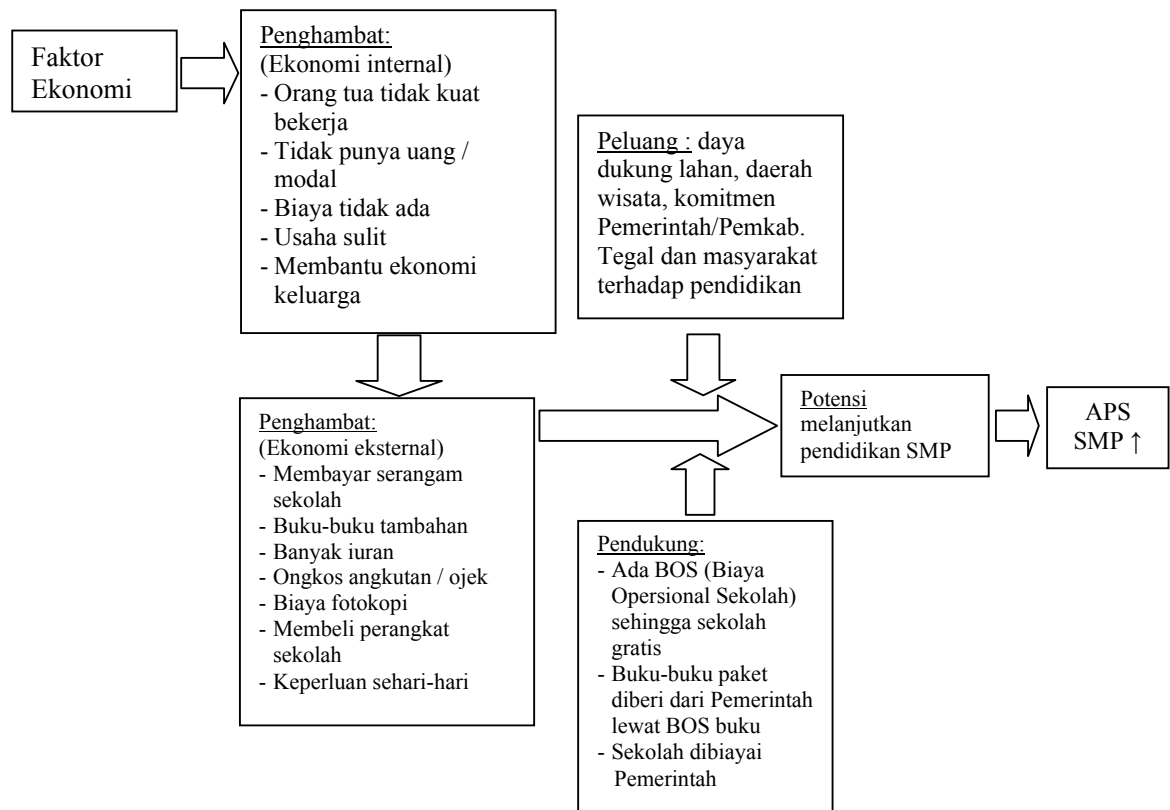 Faktor
Ekonomi
Penghambat:
(Ekonomi internal)
- Orang tua tidak kuat
bekerja
- Tidak punya uang /
modal
- Biaya tidak ada
- Usaha sulit
- Membantu ekonomi
keluarga
Peluang : daya
dukung lahan, daerah
wisata, komitmen
Pemerintah/Pemkab.
Tegal dan masyarakat
terhadap pendidikan
Penghambat:
(Ekonomi eksternal)
- Membayar serangam
sekolah
- Buku-buku tambahan
- Banyak iuran
- Ongkos angkutan / ojek
- Biaya fotokopi
- Membeli perangkat
sekolah
- Keperluan sehari-hari
Potensi
melanjutkan
pendidikan SMP
APS
SMP ↑
Pendukung:
- Ada BOS (Biaya
Opersional Sekolah)
sehingga sekolah
gratis
- Buku-buku paket
diberi dari Pemerintah
lewat BOS buku
- Sekolah dibiayai
Pemerintah